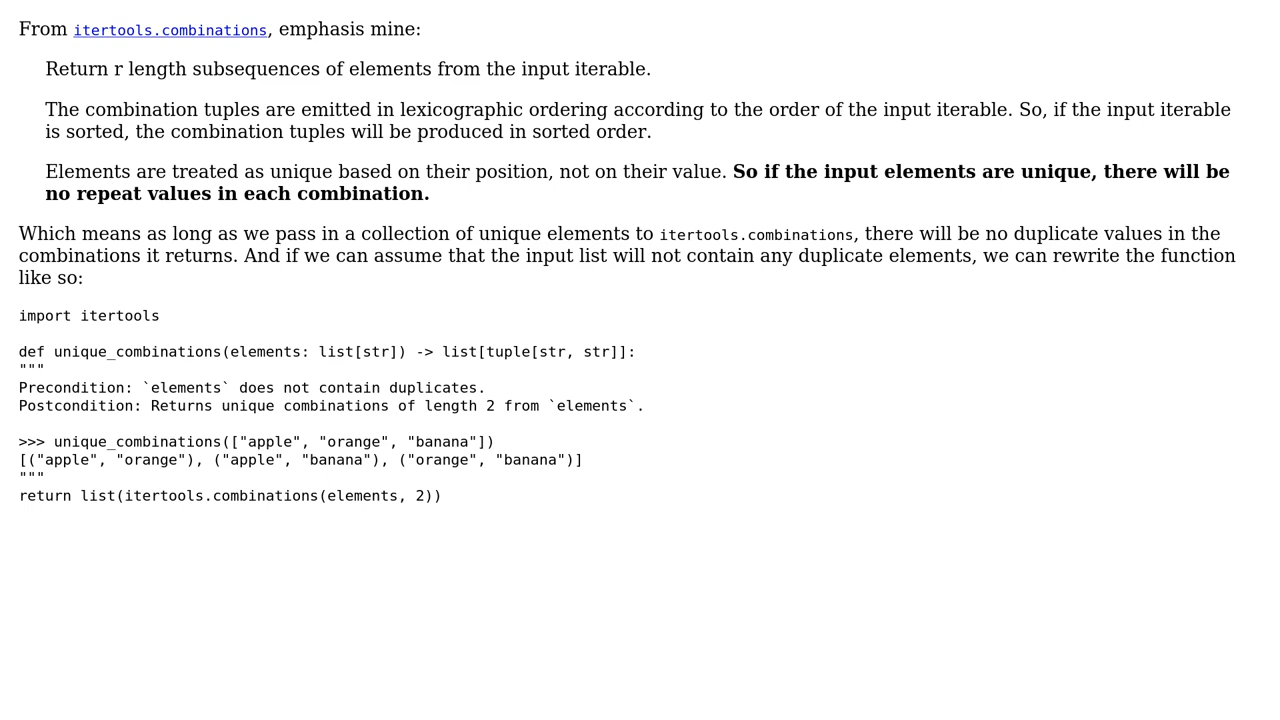 From itertools.combinations, emphasis mine:
Return r length subsequences of elements from the input iterable.
The combination tuples are emitted in lexicographic ordering according to the order of the input iterable. So, if the input iterable
is sorted, the combination tuples will be produced in sorted order.
Elements are treated as unique based on their position, not on their value. So if the input elements are unique, there will be
no repeat values in each combination.
Which means as long as we pass in a collection of unique elements to itertools.combinations, there will be no duplicate values in the
combinations it returns. And if we can assume that the input list will not contain any duplicate elements, we can rewrite the function
like so:
import itertools
def unique_combinations(elements: list[str]) -> list[tuple[str, str]]:
"""
Precondition: `elements` does not contain duplicates.
Postcondition: Returns unique combinations of length 2 from `elements`.
>>> unique_combinations(["apple", "orange", "banana"])
[("apple", "orange"), ("apple", "banana"), ("orange", "banana")]
"""
return list(itertools.combinations(elements, 2))